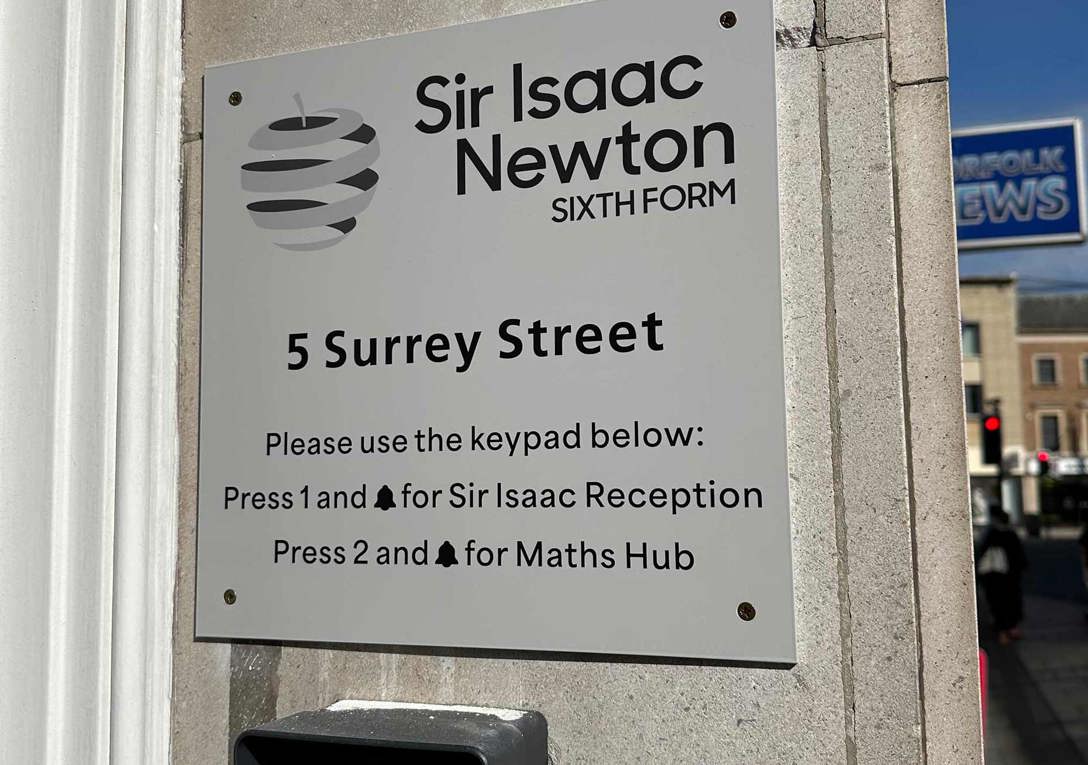 Sir Isaac
Newton
SIXTH FORM
5 Surrey Street
Please use the keypad below:
Press 1 and for Sir Isaac Reception
Press 2 and for Maths Hub